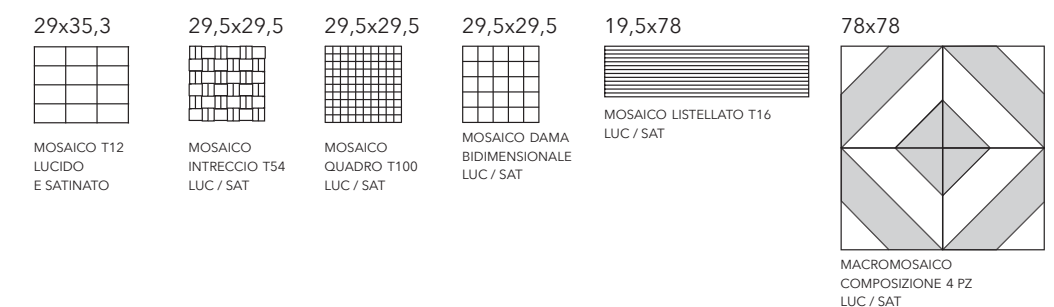 29x35,3
MOSAICO T12
LUCIDO
E SATINATO
29,5x29,5
MOSAICO
INTRECCIO T54
LUC / SAT
29,5x29,5
MOSAICO
QUADRO T100
LUC / SAT
29,5x29,5
MOSAICO DAMA
BIDIMENSIONALE
LUC / SAT
19,5x78
MOSAICO LISTELLATO T16
LUC / SAT
78x78
MACROMOSAICO
COMPOSIZIONE 4 PZ
LUC / SAT